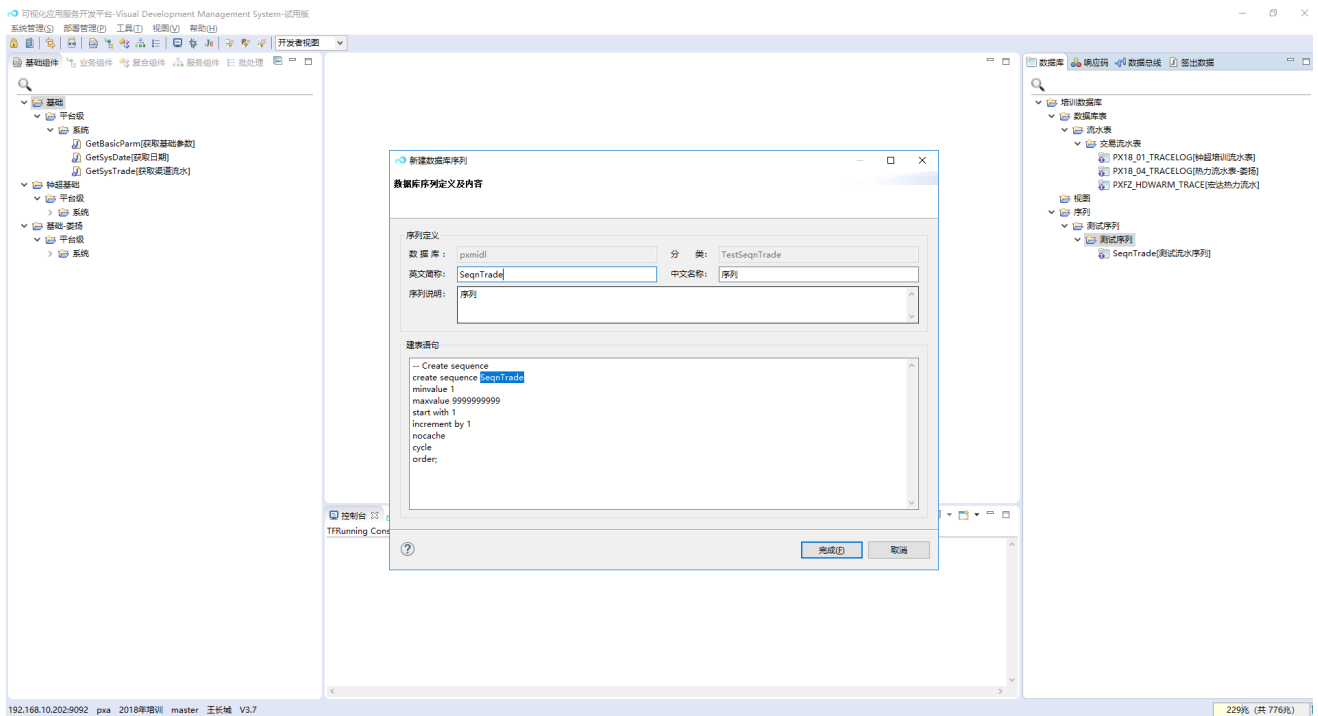 可视化应用服务开发平台-Visual Development Management System-试用版
系统管理(S) 部署管理(P) 工具(T) 视图(V) 帮助(H)
开发者视图
基础组件 业务组件 复合组件 服务组件 批处理
基础
平台级
系统
GetBasicParm[获取基础参数]
GetSysDate[获取日期]
GetSysTrade[获取渠道流水]
钟超基础
平台级
系统
基础-娄扬
平台级
系统
新建数据库序列
数据库序列定义及内容
序列定义
数 据 库： pxmidl 分 类： TestSeqnTrade
英文简称： SeqnTrade 中文名称： 序列
序列说明： 序列
建表语句
-- Create sequence
create sequence SeqnTrade
minvalue 1
maxvalue 9999999999
start with 1
increment by 1
nocache
cycle
order;
完成(F) 取消
控制台
TFRunning Cons
数据库 响应码 数据总线 签出数据
培训数据库
数据库表
流水表
交易流水表
PX18_01_TRACELOG[钟超培训流水表]
PX18_04_TRACELOG[热力流水表-娄扬]
PXFZ_HDWARM_TRACE[宏达热力流水]
视图
序列
测试序列
测试序列
SeqnTrade[测试流水序列]
192.168.10.202:9092 pxa 2018年培训 master 王长城 V3.7
229兆 (共 776兆)